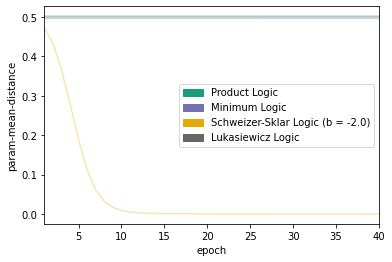 0.5
0.4
0.3
0.2
0.1
0.0
param-mean-distance
Product Logic
Minimum Logic
Schweizer-Sklar Logic (b = -2.0)
Lukasiewicz Logic
5 10 15 20 25 30 35 40
epoch